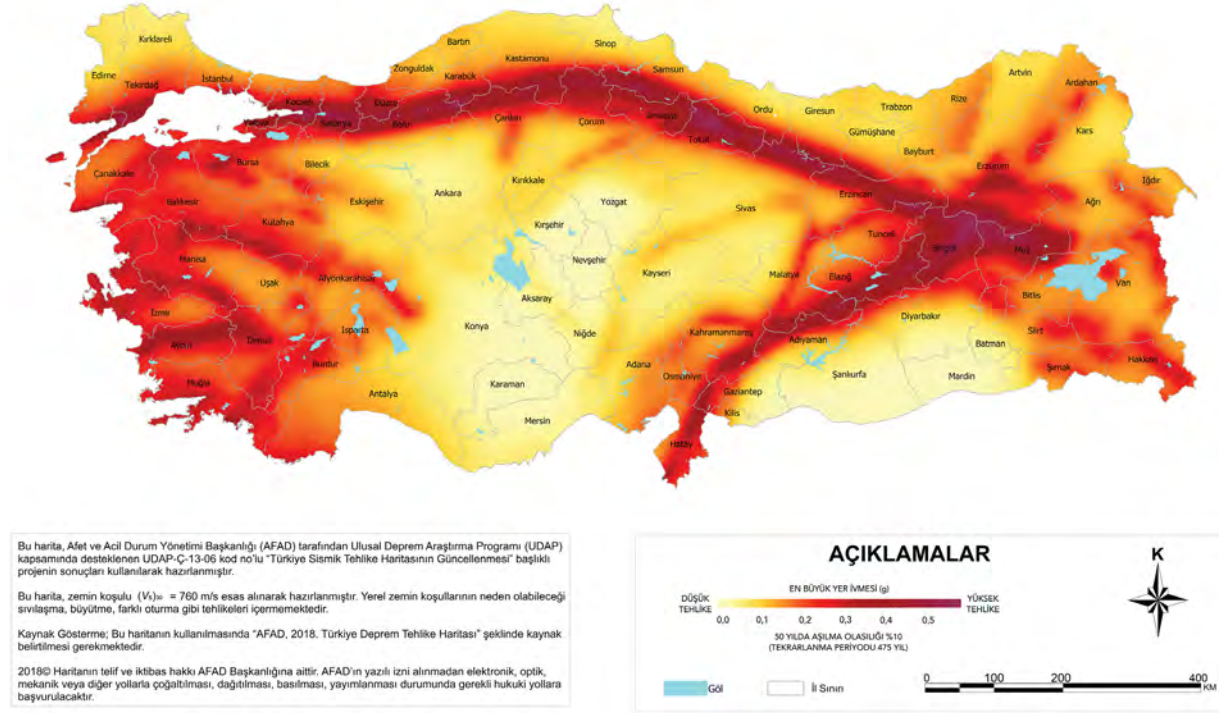 Kırklareli
Edirne
Tekirdağ
İstanbul
Kocaeli
Yalova
Sakarya
Düzce
Bolu
Zonguldak
Bartın
Karabük
Kastamonu
Sinop
Samsun
Çankırı
Çorum
Amasya
Tokat
Ordu
Giresun
Trabzon
Gümüşhane
Bayburt
Rize
Artvin
Ardahan
Kars
Iğdır
Erzurum
Erzincan
Ağrı
Çanakkale
Balıkesir
Bursa
Bilecik
Kütahya
Eskişehir
Ankara
Kırıkkale
Kırşehir
Yozgat
Sivas
Tunceli
Bingöl
Muş
Manisa
Uşak
Afyonkarahisar
İzmir
Aydın
Denizli
Isparta
Burdur
Muğla
Antalya
Konya
Aksaray
Nevşehir
Kayseri
Niğde
Karaman
Mersin
Adana
Malatya
Elazığ
Kahramanmaraş
Osmaniye
Adıyaman
Gaziantep
Kilis
Hatay
Şanlıurfa
Diyarbakır
Batman
Mardin
Bitlis
Van
Siirt
Şırnak
Hakkari
Bu harita, Afet ve Acil Durum Yönetimi Başkanlığı (AFAD) tarafından Ulusal Deprem Araştırma Programı (UDAP)
kapsamında desteklenen UDAP-Ç-13-06 kod no'lu "Türkiye Sismik Tehlike Haritasının Güncellenmesi" başlıklı
projenin sonuçları kullanılarak hazırlanmıştır.
Bu harita, zemin koşulu (Vs)30 = 760 m/s esas alınarak hazırlanmıştır. Yerel zemin koşullarının neden olabileceği
sıvılaşma, büyütme, farklı oturma gibi tehlikeleri içermemektedir.
Kaynak Gösterme; Bu haritanın kullanılmasında "AFAD, 2018. Türkiye Deprem Tehlike Haritası" şeklinde kaynak
belirtilmesi gerekmektedir.
2018© Haritanın telif ve iktibas hakkı AFAD Başkanlığına aittir. AFAD'ın yazılı izni alınmadan elektronik, optik,
mekanik veya diğer yollarla çoğaltılması, dağıtılması, basılması, yayımlanması durumunda gerekli hukuki yollara
başvurulacaktır.
AÇIKLAMALAR
EN BÜYÜK YER İVMESİ (g)
DÜŞÜK
TEHLİKE
YÜKSEK
TEHLİKE
0,0 0,1 0,2 0,3 0,4 0,5
50 YILDA AŞILMA OLASILIĞI %10
(TEKRARLANMA PERİYODU 475 YIL)
Göl
İl Sınırı
K
0 100 200 400
KM